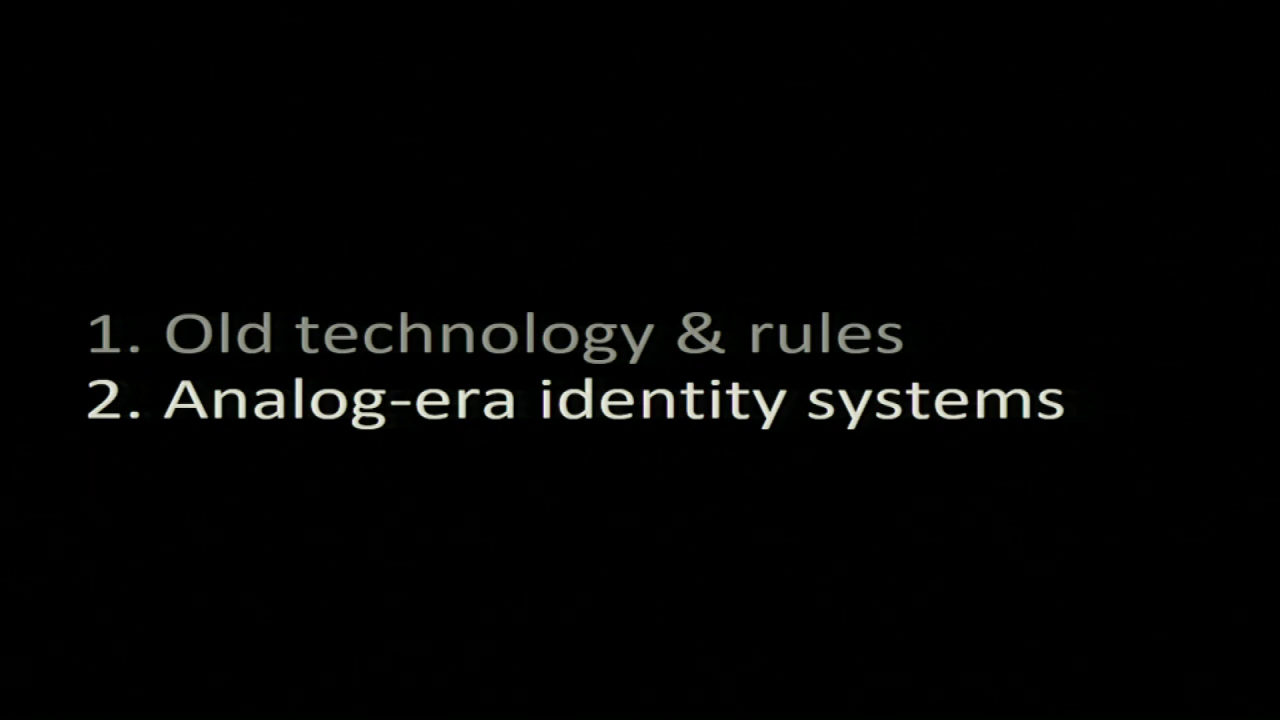 1. Old technology & rules
2. Analog-era identity systems